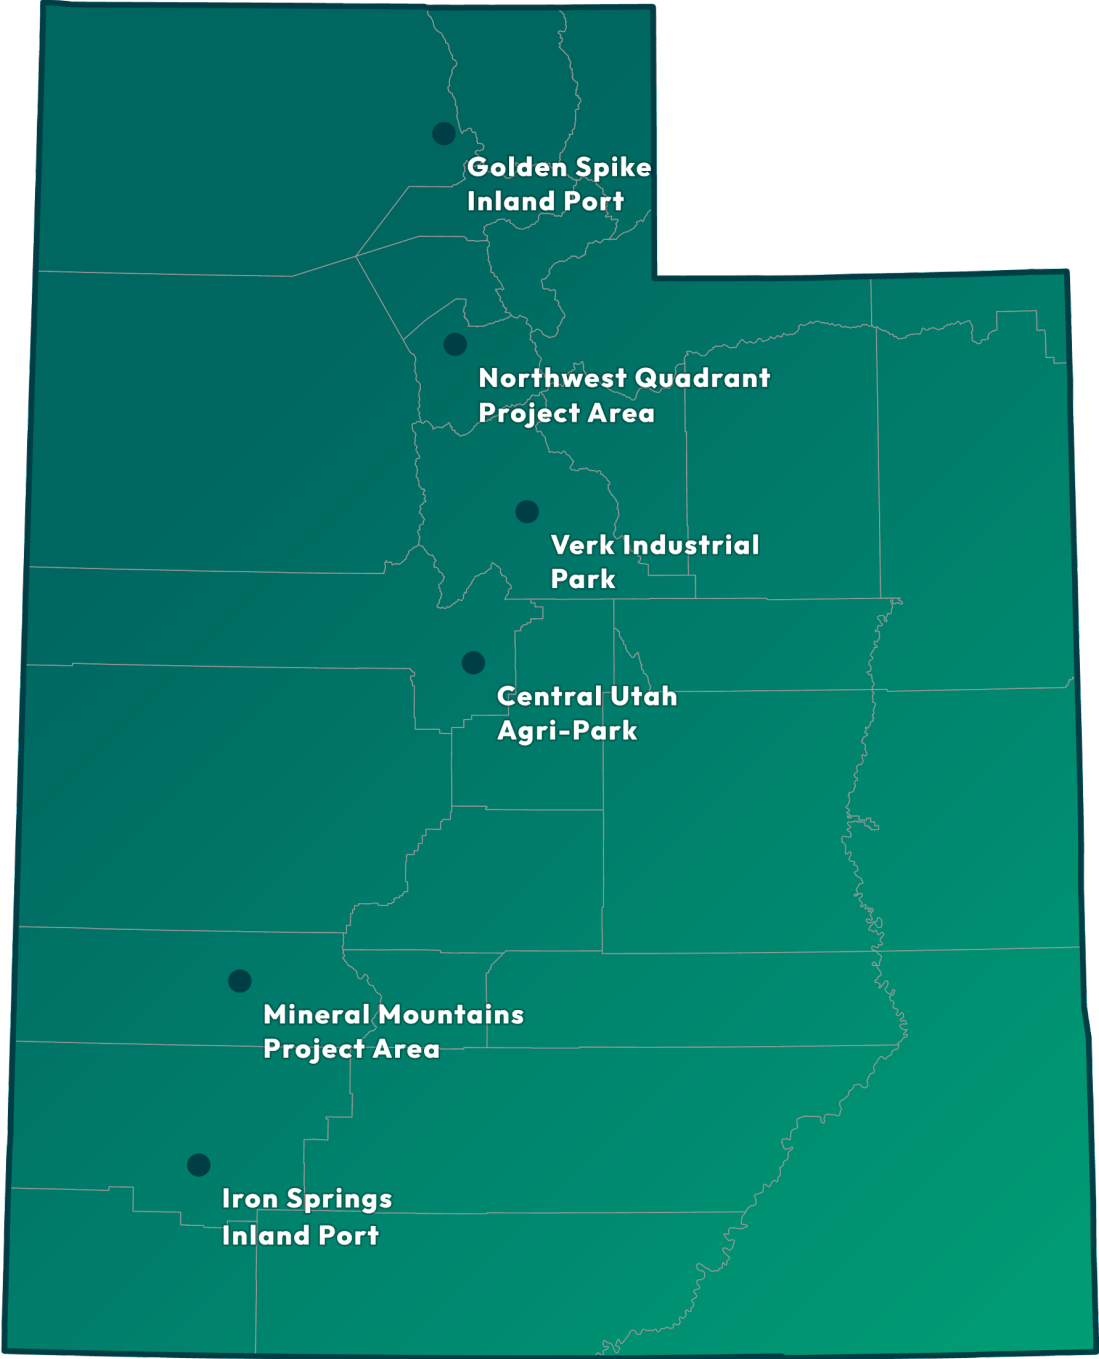 Golden Spike
Inland Port
Northwest Quadrant
Project Area
Verk Industrial
Park
Central Utah
Agri-Park
Mineral Mountains
Project Area
Iron Springs
Inland Port